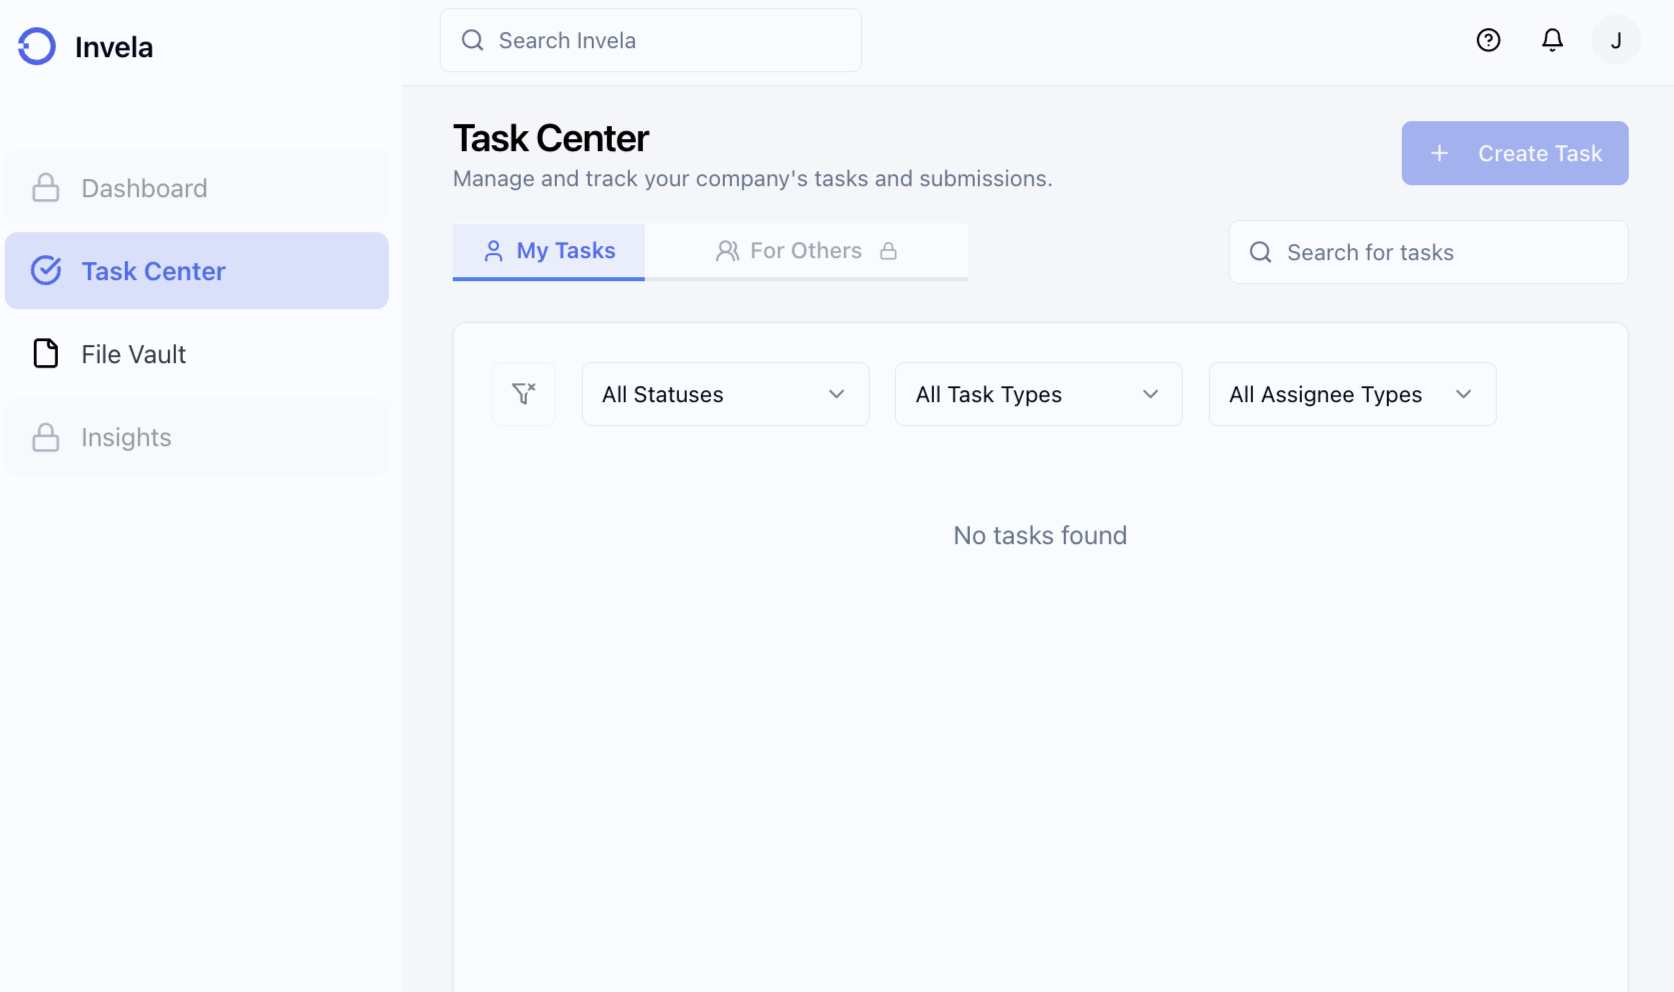 Invela
Search Invela
J
Dashboard
Task Center
File Vault
Insights
Task Center
Manage and track your company's tasks and submissions.
Create Task
My Tasks
For Others
Search for tasks
All Statuses
All Task Types
All Assignee Types
No tasks found